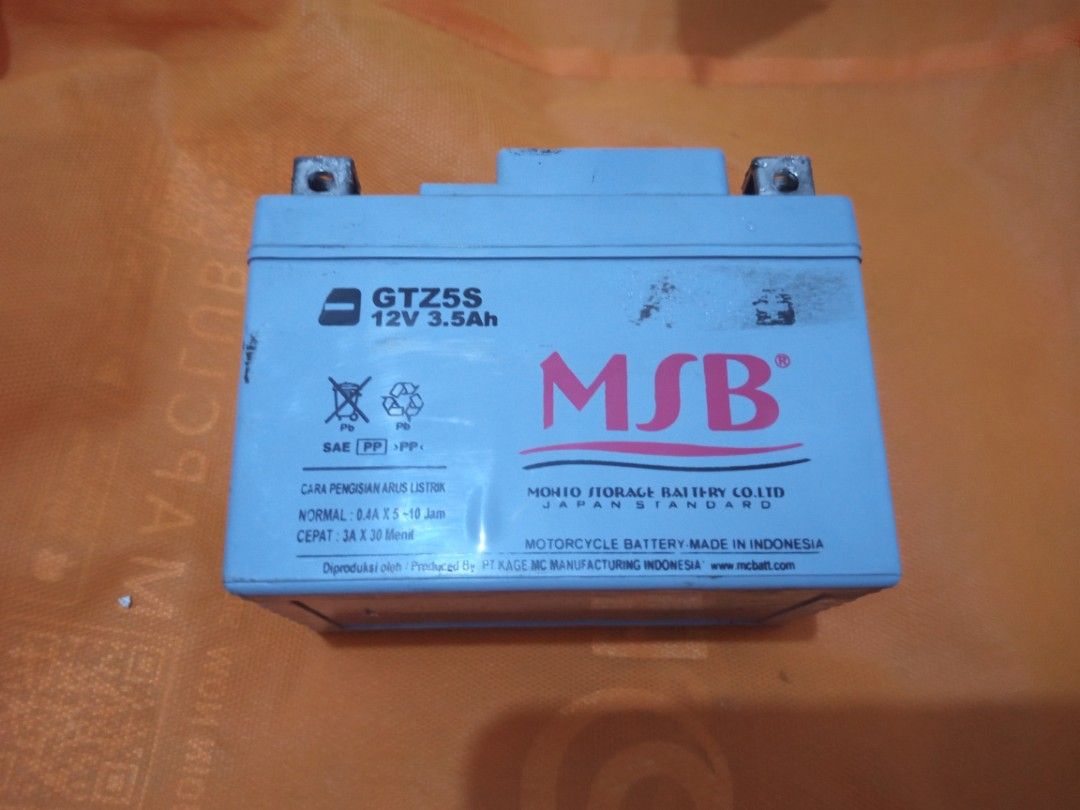 GTZ5S
12V 3.5Ah
MSB®
Pb Pb
SAE PP >PP<
CARA PENGISIAN ARUS LISTRIK
NORMAL : 0.4A X 5 ~10 Jam
CEPAT : 3A X 30 Menit
MOHTO STORAGE BATTERY CO.LTD
JAPAN STANDARD
MOTORCYCLE BATTERY-MADE IN INDONESIA
Diproduksi oleh / Produced By "PT KAGE MC MANUFACTURING INDONESIA" www.mcbatt.com